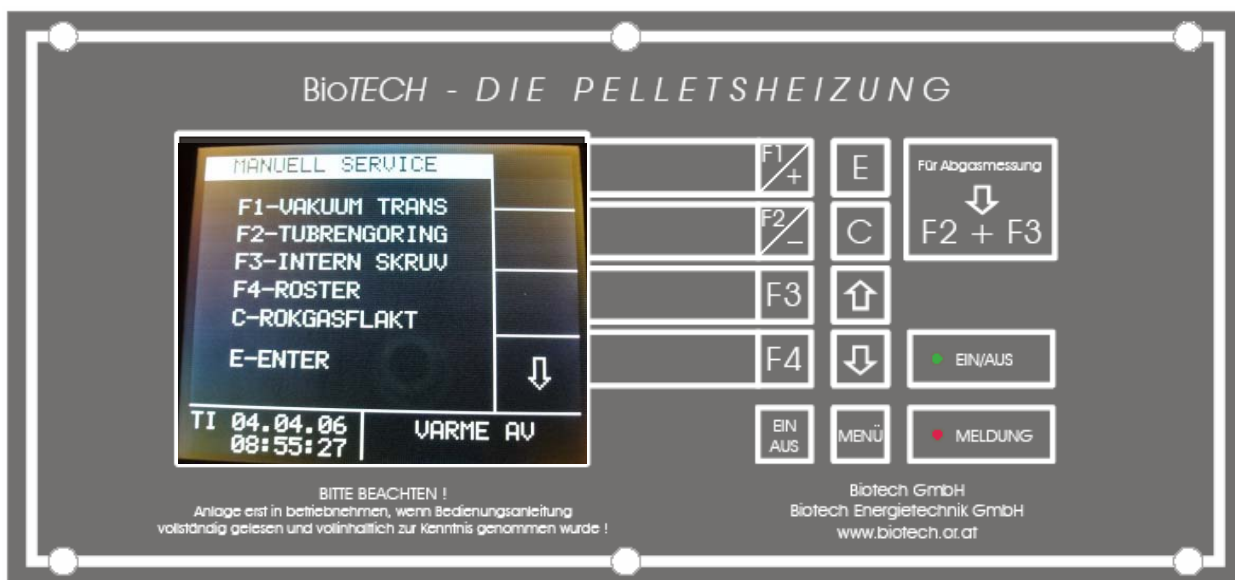 BioTECH - DIE PELLETSHEIZUNG
MANUELL SERVICE
F1-VAKUUM TRANS
F2-TUBRENGORING
F3-INTERN SKRUV
F4-ROSTER
C-ROKGASFLAKT
E-ENTER
TI 04.04.06
08:55:27
VARME AV
F1/+
E
F2/-
C
F3
F4
EIN
AUS
MENÜ
Für Abgasmessung
F2 + F3
EIN/AUS
MELDUNG
BITTE BEACHTEN !
Anlage erst in betriebnehmen, wenn Bedienungsanleitung
vollständig gelesen und vollinhaltlich zur Kenntnis genommen wurde !
Biotech GmbH
Biotech Energietechnik GmbH
www.biotech.or.at